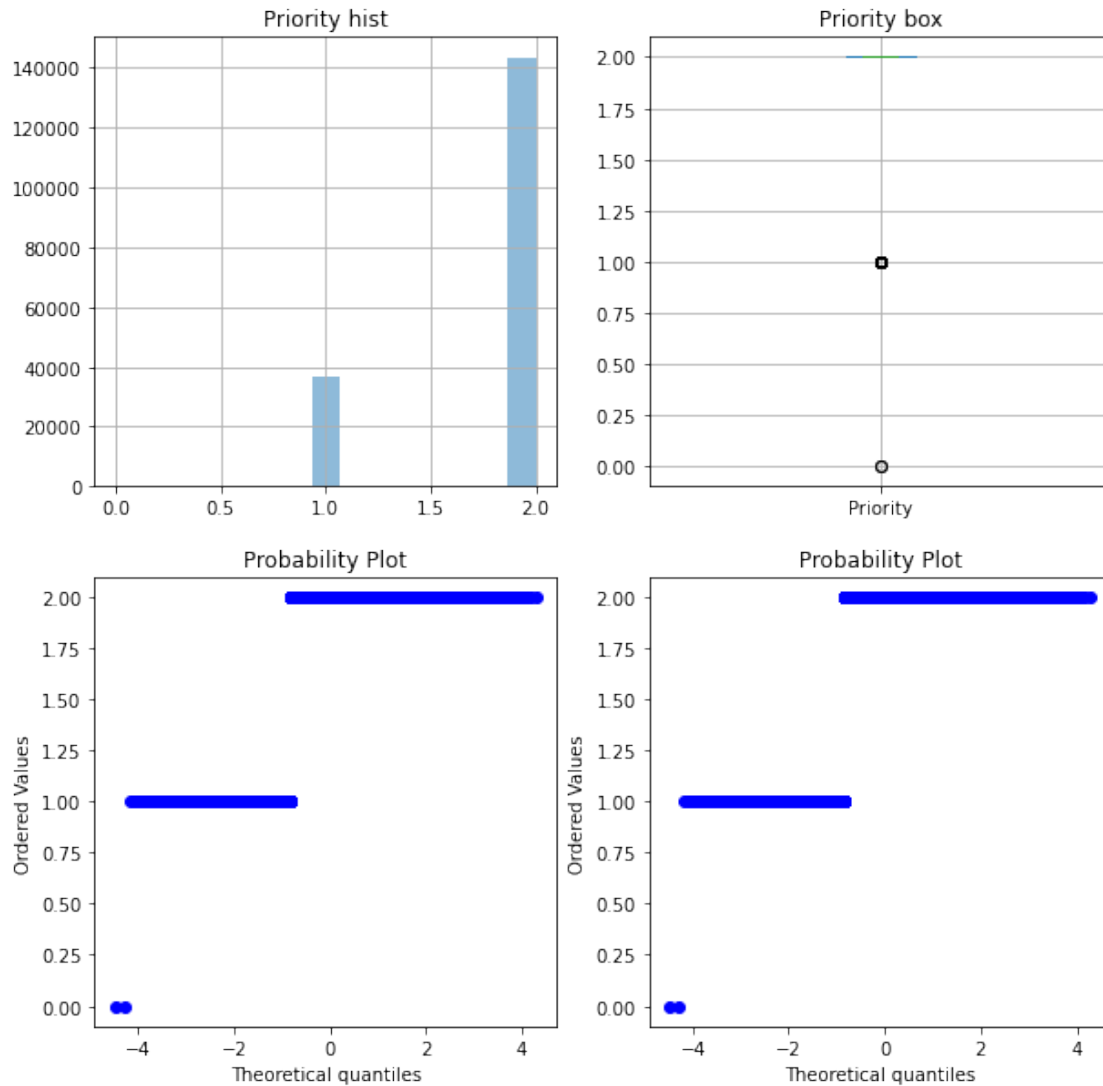 Priority hist
140000
120000
100000
80000
60000
40000
20000
0
0.0 0.5 1.0 1.5 2.0
Priority box
2.00
1.75
1.50
1.25
1.00
0.75
0.50
0.25
0.00
Priority
Probability Plot
Ordered Values
2.00
1.75
1.50
1.25
1.00
0.75
0.50
0.25
0.00
−4 −2 0 2 4
Theoretical quantiles
Probability Plot
Ordered Values
2.00
1.75
1.50
1.25
1.00
0.75
0.50
0.25
0.00
−4 −2 0 2 4
Theoretical quantiles